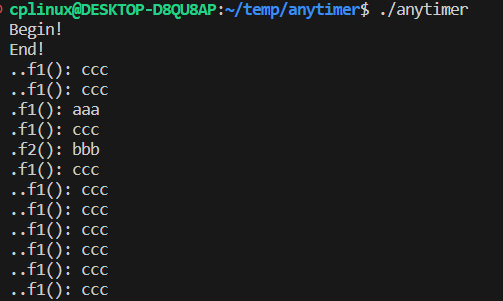 cplinux@DESKTOP-D8QU8AP:~/temp/anytimer$ ./anytimer
Begin!
End!
..f1(): ccc
..f1(): ccc
.f1(): aaa
.f1(): ccc
.f2(): bbb
.f1(): ccc
..f1(): ccc
..f1(): ccc
..f1(): ccc
..f1(): ccc
..f1(): ccc
..f1(): ccc